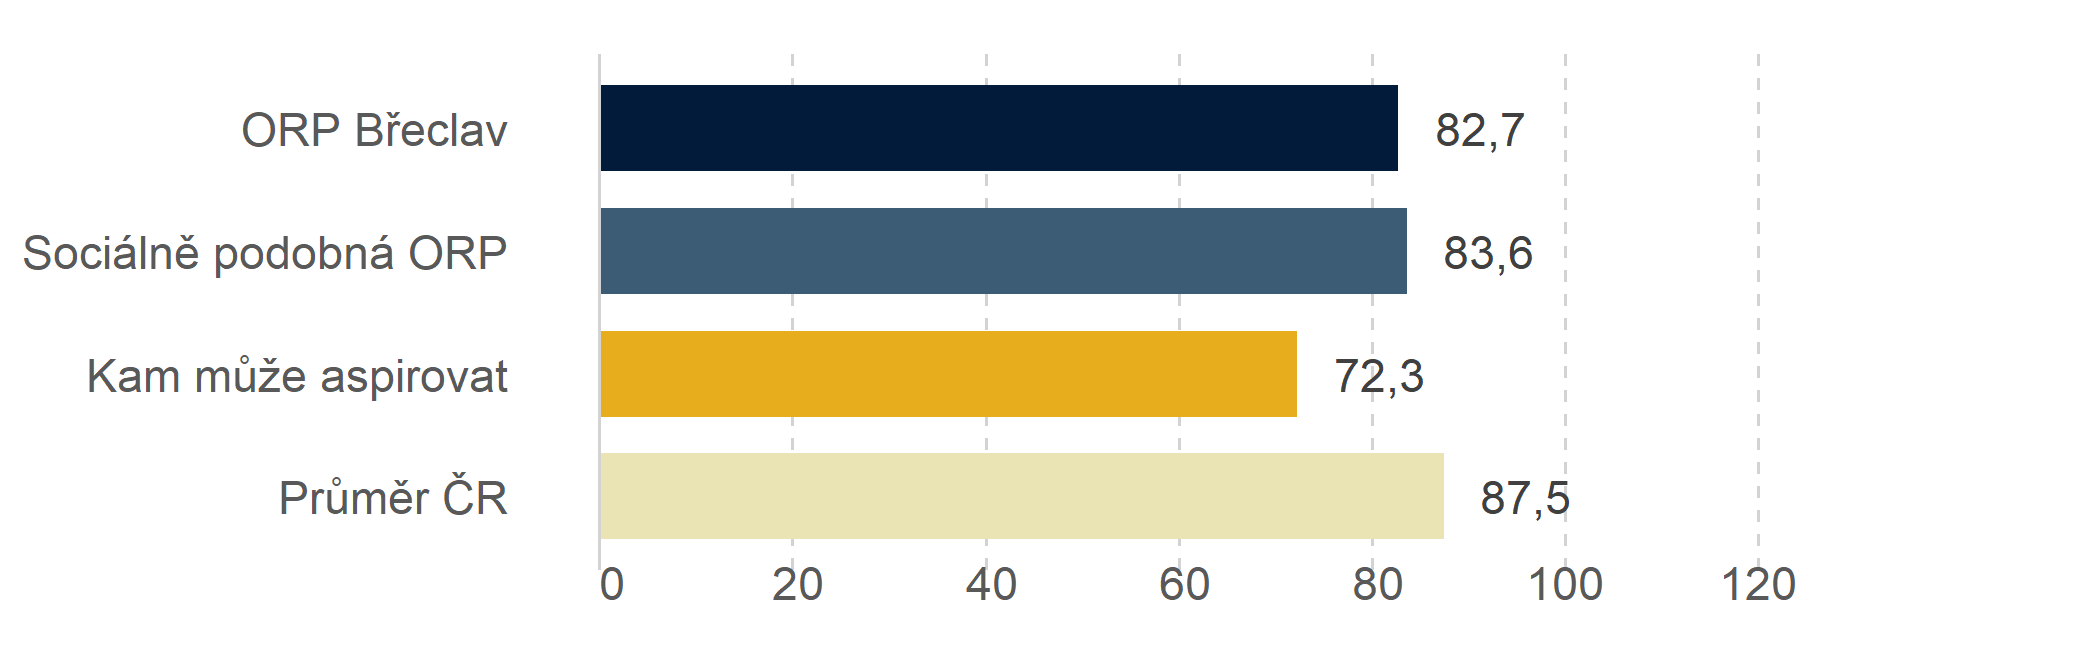 ORP Břeclav 82,7
Sociálně podobná ORP 83,6
Kam může aspirovat 72,3
Průměr ČR 87,5
0 20 40 60 80 100 120